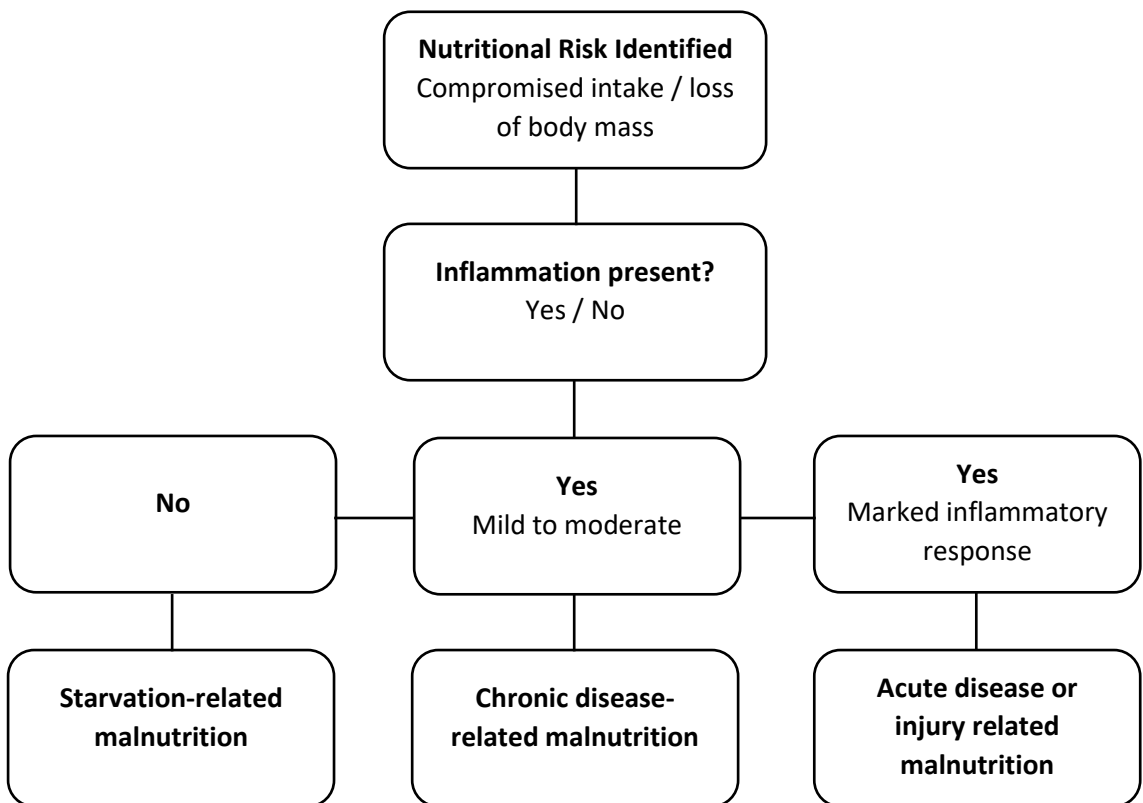 Nutritional Risk Identified
Compromised intake / loss
of body mass
Inflammation present?
Yes / No
No
Yes
Mild to moderate
Yes
Marked inflammatory
response
Starvation-related
malnutrition
Chronic disease-
related malnutrition
Acute disease or
injury related
malnutrition